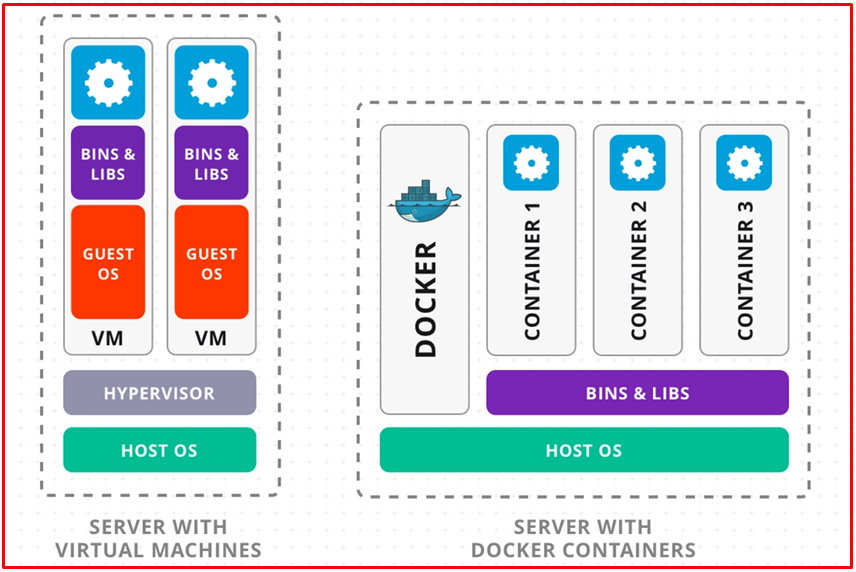 BINS &
LIBS
GUEST
OS
VM
BINS &
LIBS
GUEST
OS
VM
HYPERVISOR
HOST OS
SERVER WITH
VIRTUAL MACHINES
DOCKER
CONTAINER 1
CONTAINER 2
CONTAINER 3
BINS & LIBS
HOST OS
SERVER WITH
DOCKER CONTAINERS